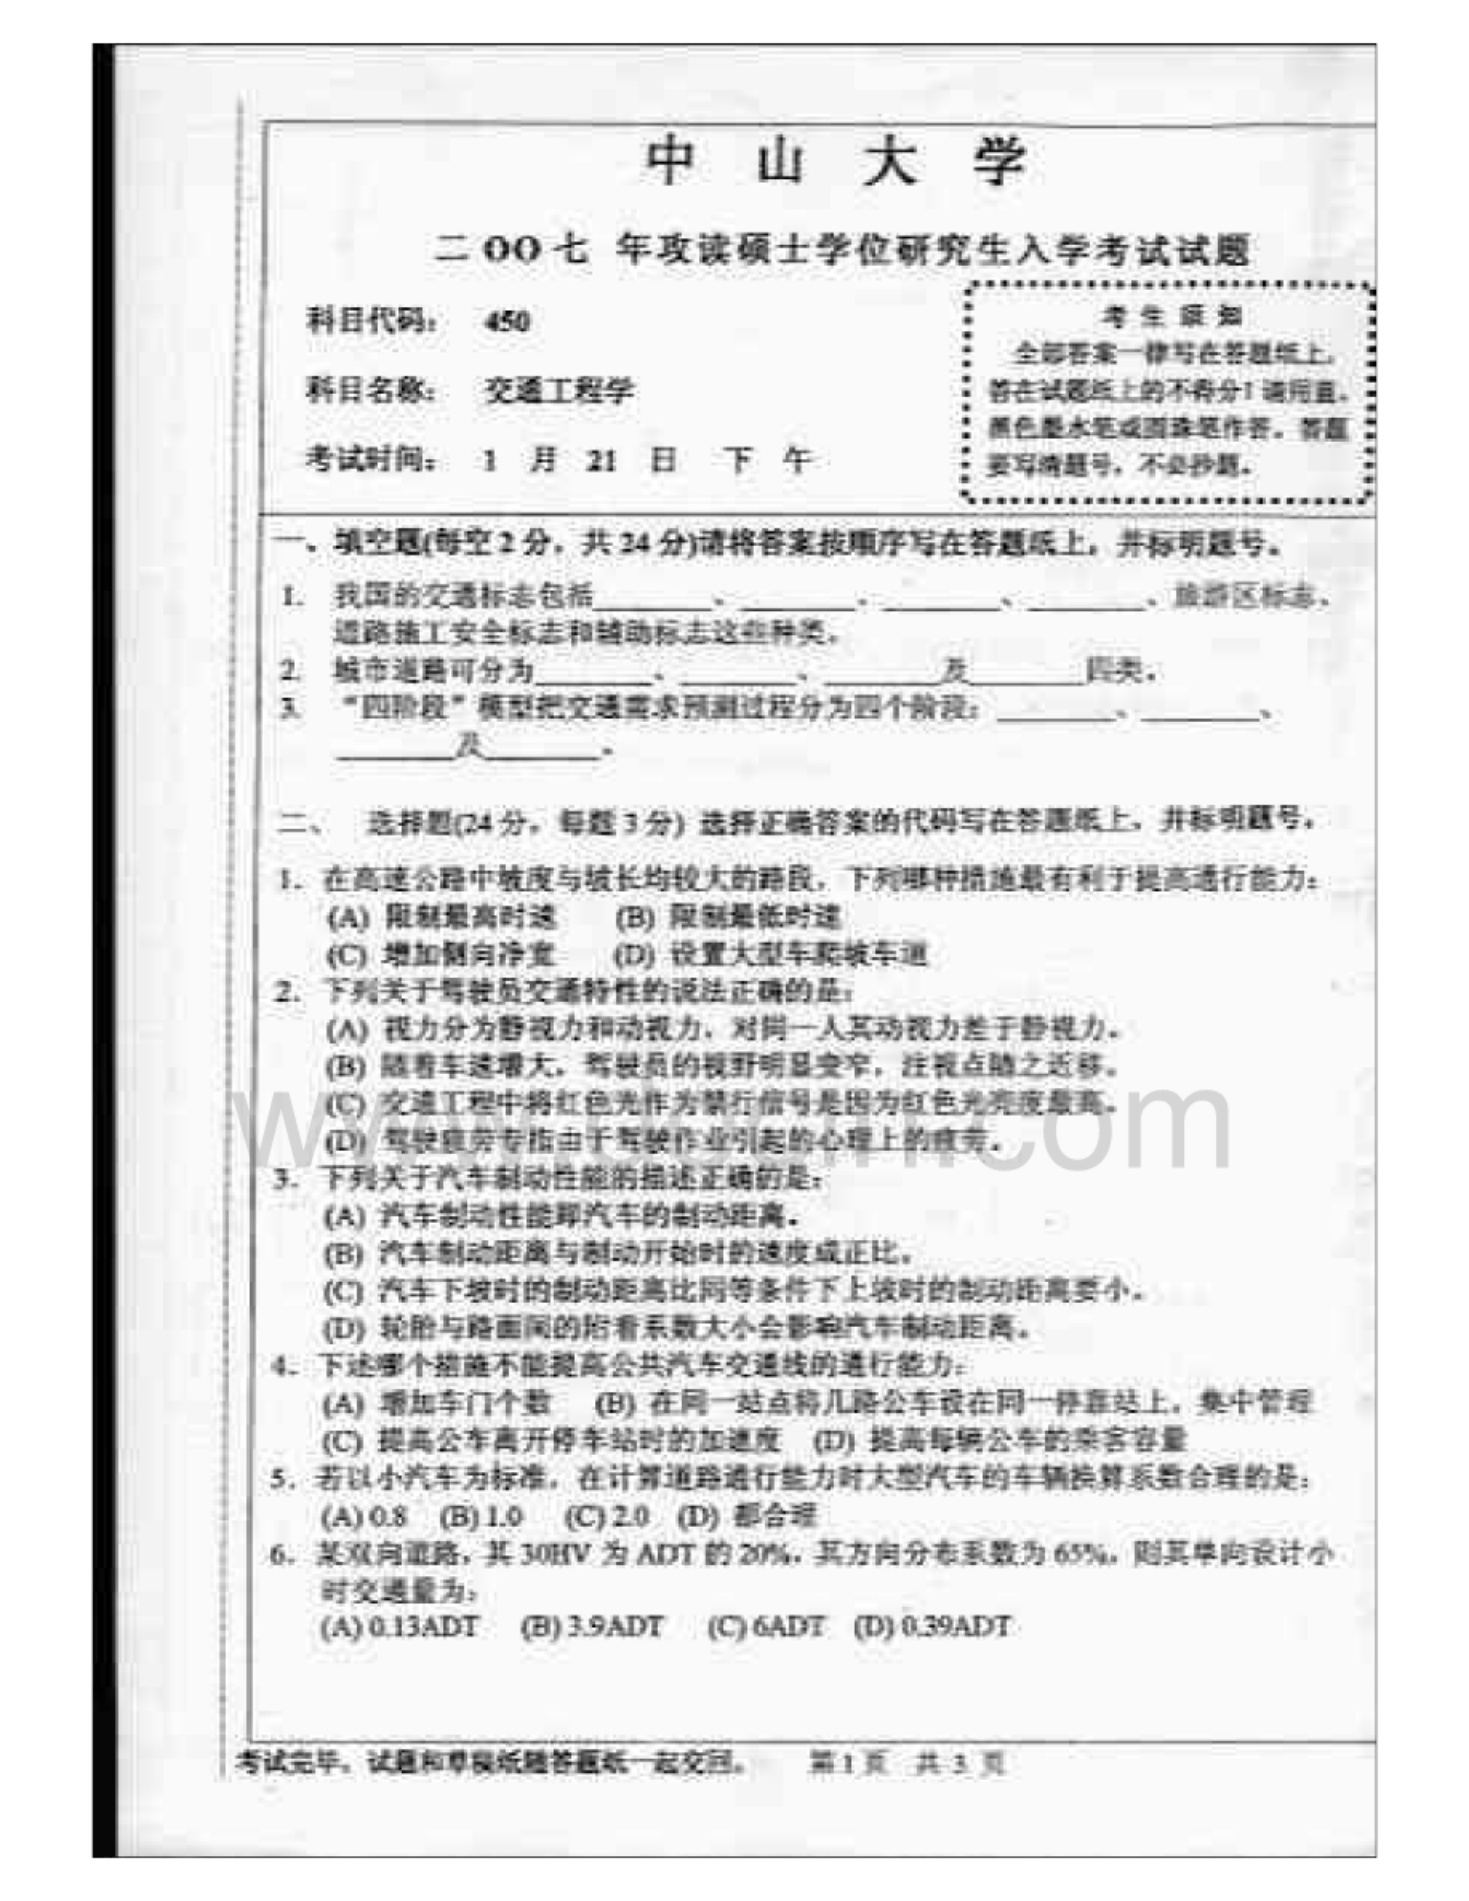 中 山 大 学
二OO七 年攻读硕士学位研究生入学考试试题
科目代码： 450
科目名称： 交通工程学
考试时间： 1 月 21 日 下 午
考 生 须 知
全部答案一律写在答题纸上，
答在试题纸上的不得分！请用蓝、
黑色墨水笔或圆珠笔作答。答题
要写清题号，不必抄题。
一、填空题(每空2分，共24分)请将答案按顺序写在答题纸上，并标明题号。
1. 我国的交通标志包括________、________、________、________、旅游区标志、
道路施工安全标志和辅助标志这些种类。
2. 城市道路可分为________、________、________及________四类。
3. “四阶段”模型把交通需求预测过程分为四个阶段：________、________、
________及________。
二、 选择题(24分，每题3分) 选择正确答案的代码写在答题纸上，并标明题号。
1. 在高速公路中坡度与坡长均较大的路段，下列哪种措施最有利于提高通行能力：
(A) 限制最高时速 (B) 限制最低时速
(C) 增加侧向净宽 (D) 设置大型车爬坡车道
2. 下列关于驾驶员交通特性的说法正确的是：
(A) 视力分为静视力和动视力，对同一人其动视力差于静视力。
(B) 随着车速增大，驾驶员的视野明显变窄，注视点随之近移。
(C) 交通工程中将红色光作为禁行信号是因为红色光亮度最高。
(D) 驾驶疲劳专指由于驾驶作业引起的心理上的疲劳。
3. 下列关于汽车制动性能的描述正确的是：
(A) 汽车制动性能即汽车的制动距离。
(B) 汽车制动距离与制动开始时的速度成正比。
(C) 汽车下坡时的制动距离比同等条件下上坡时的制动距离要小。
(D) 轮胎与路面间的附着系数大小会影响汽车制动距离。
4. 下述哪个措施不能提高公共汽车交通线的通行能力：
(A) 增加车门个数 (B) 在同一站点将几路公车设在同一停靠站上，集中管理
(C) 提高公车离开停车站时的加速度 (D) 提高每辆公车的乘客容量
5. 若以小汽车为标准，在计算道路通行能力时大型汽车的车辆换算系数合理的是：
(A) 0.8 (B) 1.0 (C) 2.0 (D) 都合理
6. 某双向道路，其 30HV 为 ADT 的 20%，其方向分布系数为 65%，则其单向设计小
时交通量为：
(A) 0.13ADT (B) 3.9ADT (C) 6ADT (D) 0.39ADT
考试完毕，试题和草稿纸随答题纸一起交回。 第 1 页 共 3 页